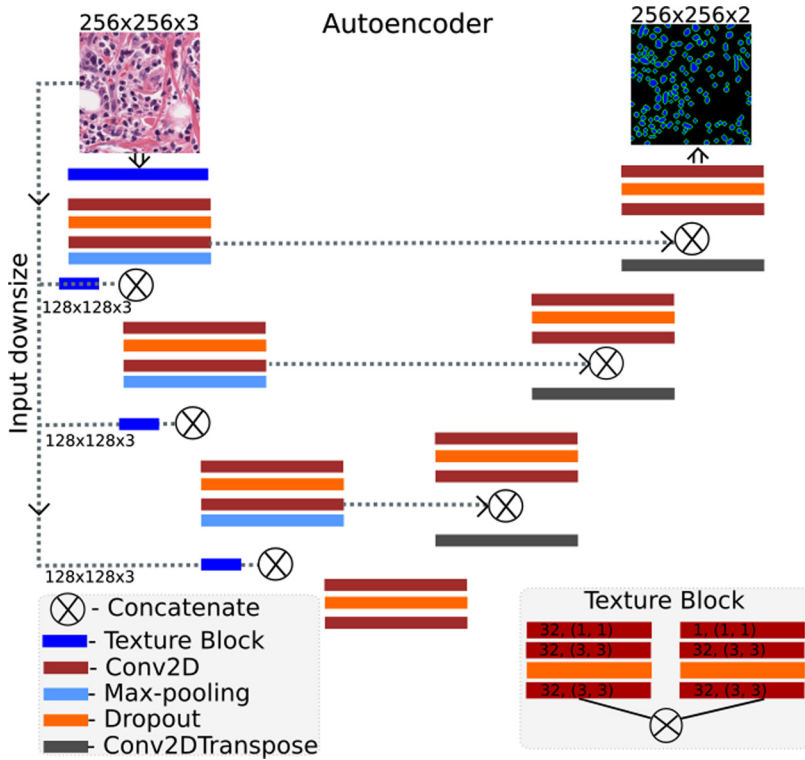 256x256x3
Autoencoder
256x256x2
Input downsize
128x128x3
128x128x3
128x128x3
- Concatenate
- Texture Block
- Conv2D
- Max-pooling
- Dropout
- Conv2DTranspose
Texture Block
32, (1, 1)
1, (1, 1)
32, (3, 3)
32, (3, 3)
32, (3, 3)
32, (3, 3)